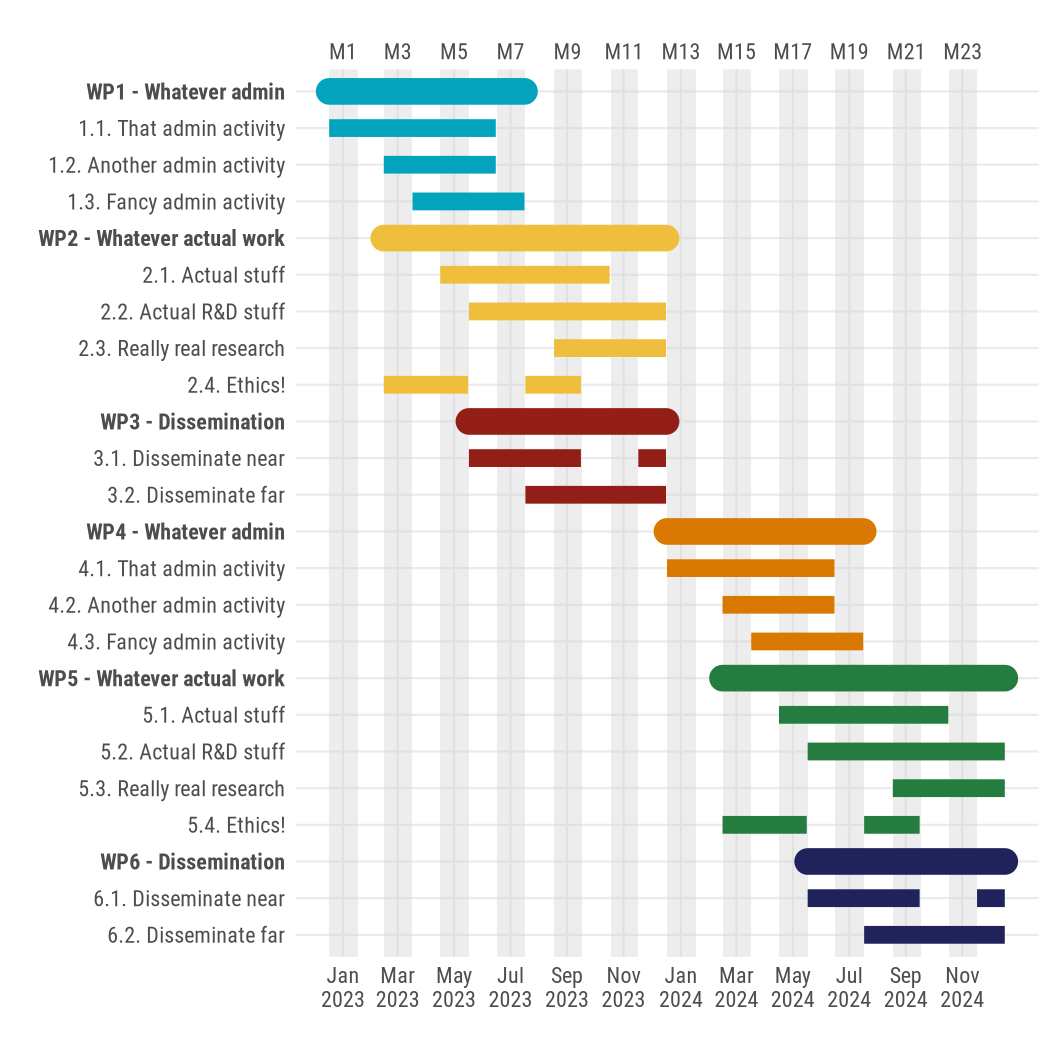 M1 M3 M5 M7 M9 M11 M13 M15 M17 M19 M21 M23
WP1 - Whatever admin
1.1. That admin activity
1.2. Another admin activity
1.3. Fancy admin activity
WP2 - Whatever actual work
2.1. Actual stuff
2.2. Actual R&D stuff
2.3. Really real research
2.4. Ethics!
WP3 - Dissemination
3.1. Disseminate near
3.2. Disseminate far
WP4 - Whatever admin
4.1. That admin activity
4.2. Another admin activity
4.3. Fancy admin activity
WP5 - Whatever actual work
5.1. Actual stuff
5.2. Actual R&D stuff
5.3. Really real research
5.4. Ethics!
WP6 - Dissemination
6.1. Disseminate near
6.2. Disseminate far
Jan Mar May Jul Sep Nov Jan Mar May Jul Sep Nov
2023 2023 2023 2023 2023 2023 2024 2024 2024 2024 2024 2024